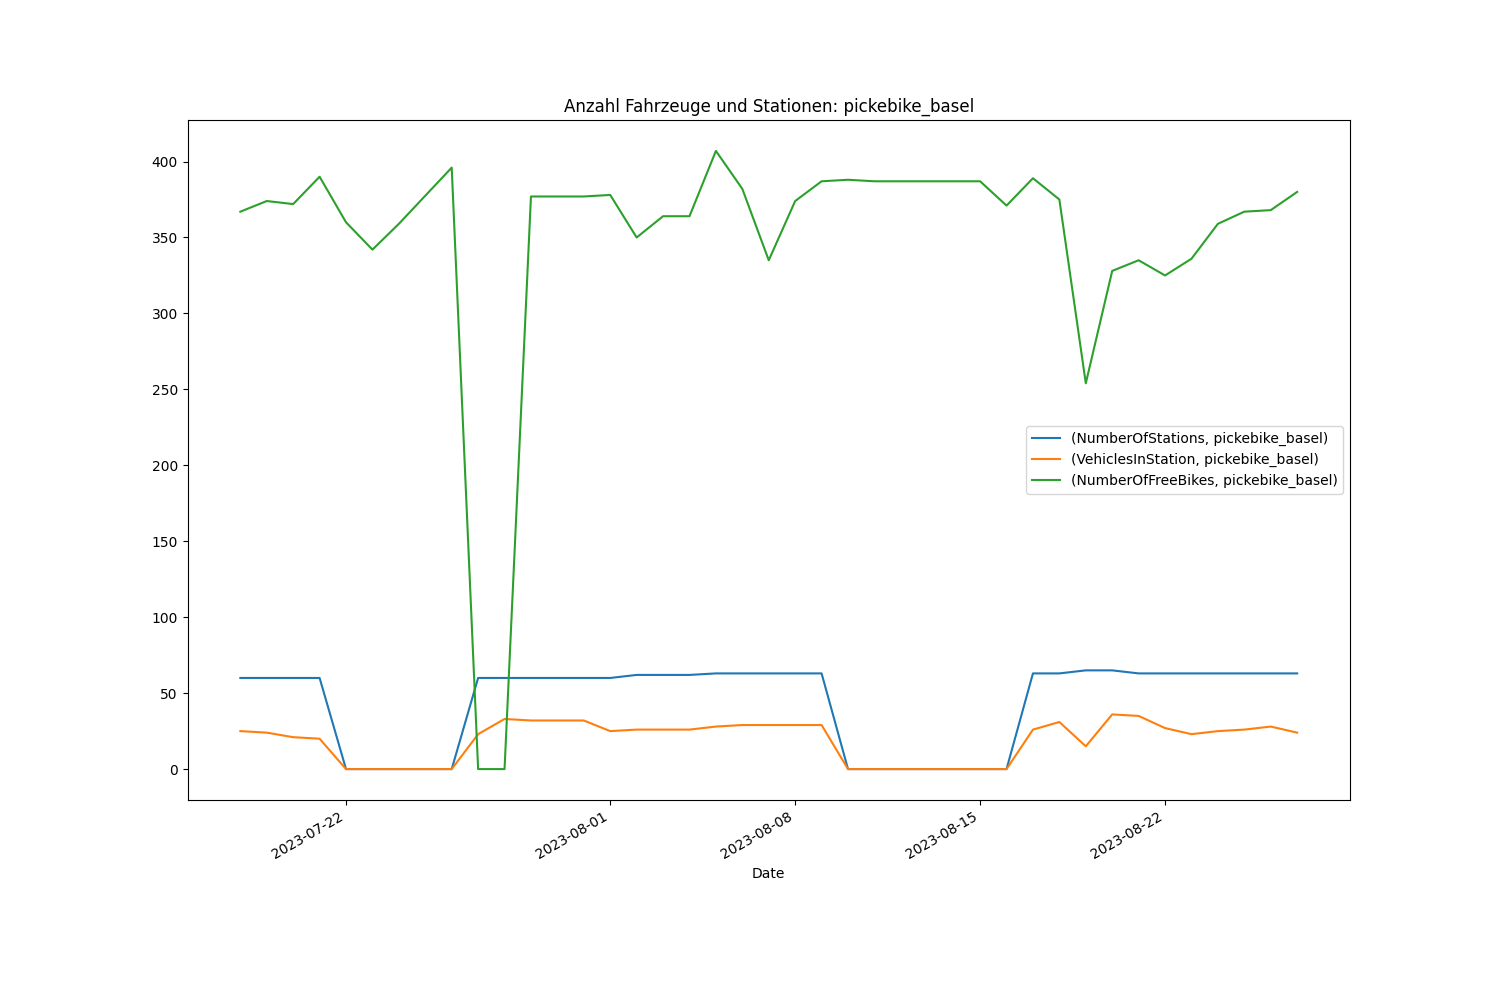 Anzahl Fahrzeuge und Stationen: pickebike_basel
400
350
300
250
200
150
100
50
0
(NumberOfStations, pickebike_basel)
(VehiclesInStation, pickebike_basel)
(NumberOfFreeBikes, pickebike_basel)
2023-07-22
2023-08-01
2023-08-08
2023-08-15
2023-08-22
Date